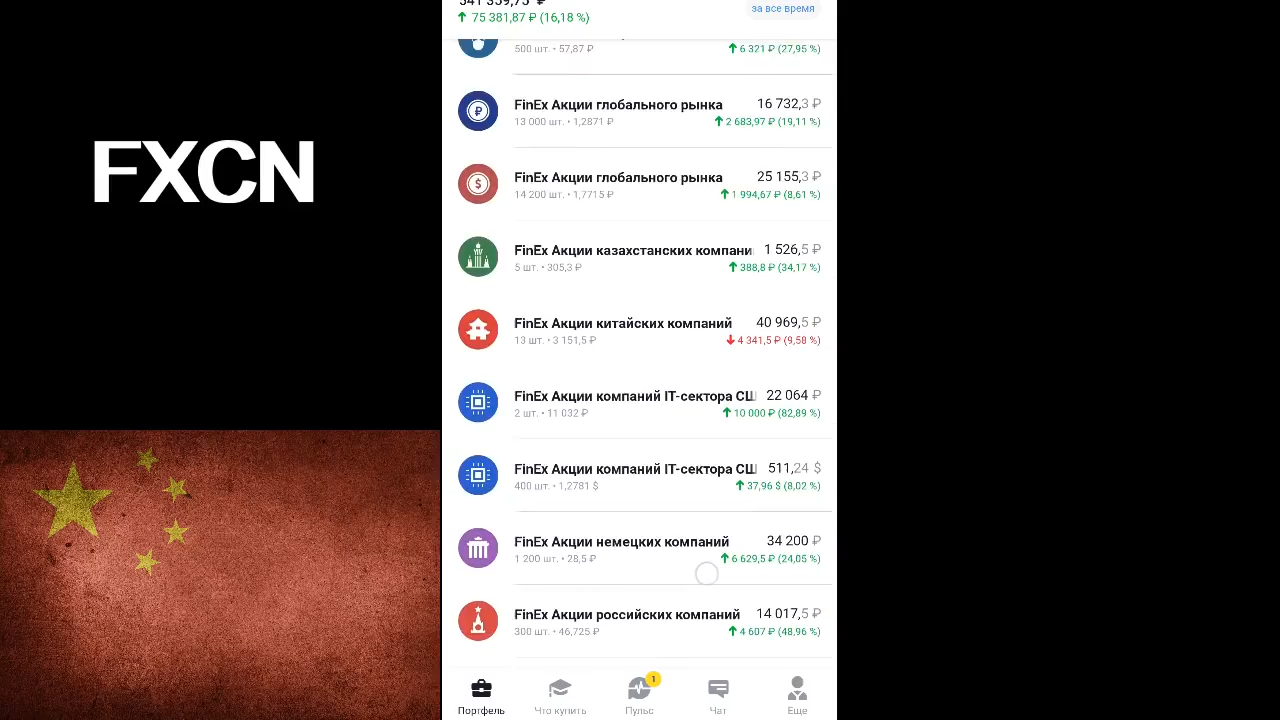 FXCN
541 359,75 ₽
75 381,87 ₽ (16,18 %)
за все время
500 шт. • 57,87 ₽
6 321 ₽ (27,95 %)
FinEx Акции глобального рынка
16 732,3 ₽
13 000 шт. • 1,2871 ₽
2 683,97 ₽ (19,11 %)
FinEx Акции глобального рынка
25 155,3 ₽
14 200 шт. • 1,7715 ₽
1 994,67 ₽ (8,61 %)
FinEx Акции казахстанских компани
1 526,5 ₽
5 шт. • 305,3 ₽
388,8 ₽ (34,17 %)
FinEx Акции китайских компаний
40 969,5 ₽
13 шт. • 3 151,5 ₽
4 341,5 ₽ (9,58 %)
FinEx Акции компаний IT-сектора СШ
22 064 ₽
2 шт. • 11 032 ₽
10 000 ₽ (82,89 %)
FinEx Акции компаний IT-сектора СШ
511,24 $
400 шт. • 1,2781 $
37,96 $ (8,02 %)
FinEx Акции немецких компаний
34 200 ₽
1 200 шт. • 28,5 ₽
6 629,5 ₽ (24,05 %)
FinEx Акции российских компаний
14 017,5 ₽
300 шт. • 46,725 ₽
4 607 ₽ (48,96 %)
1
Портфель
Что купить
Пульс
Чат
Еще